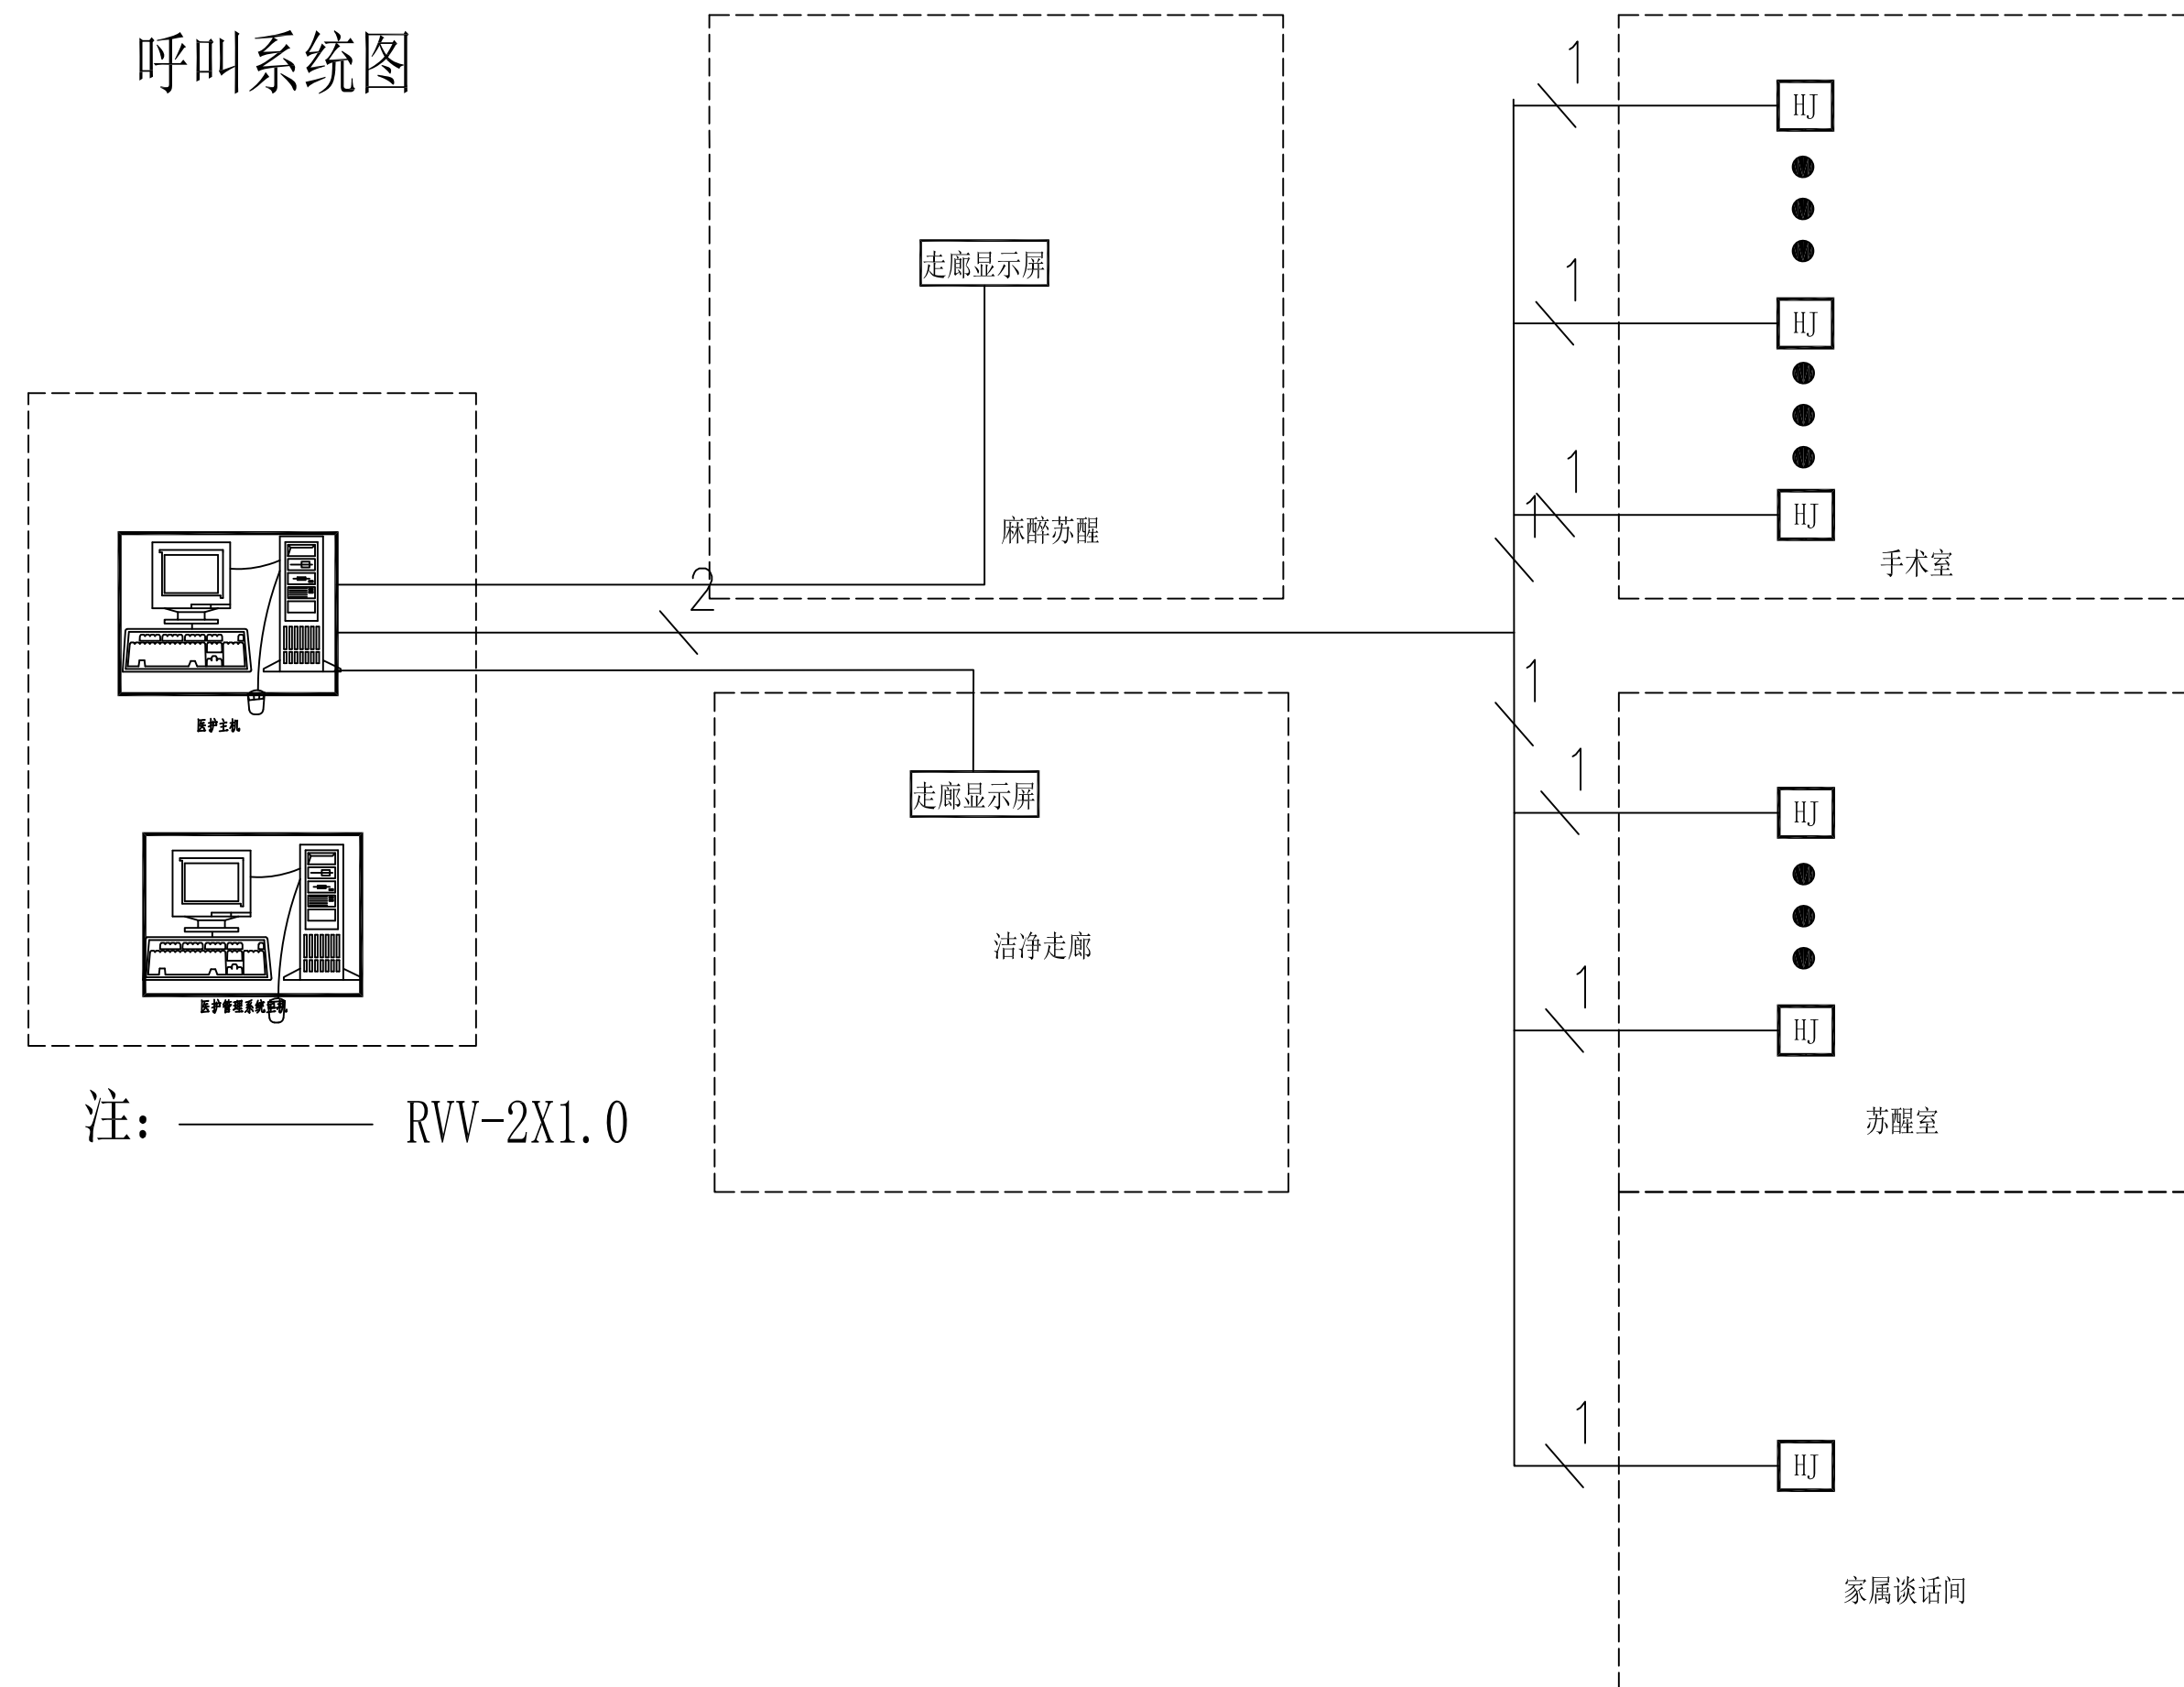 呼叫系统图
1
HJ
走廊显示屏
1
HJ
1
1
HJ
麻醉苏醒
手术室
2
医护主机
1
1
走廊显示屏
HJ
洁净走廊
1
医护管理系统主机
HJ
注: RVV-2X1.0
苏醒室
1
HJ
家属谈话间